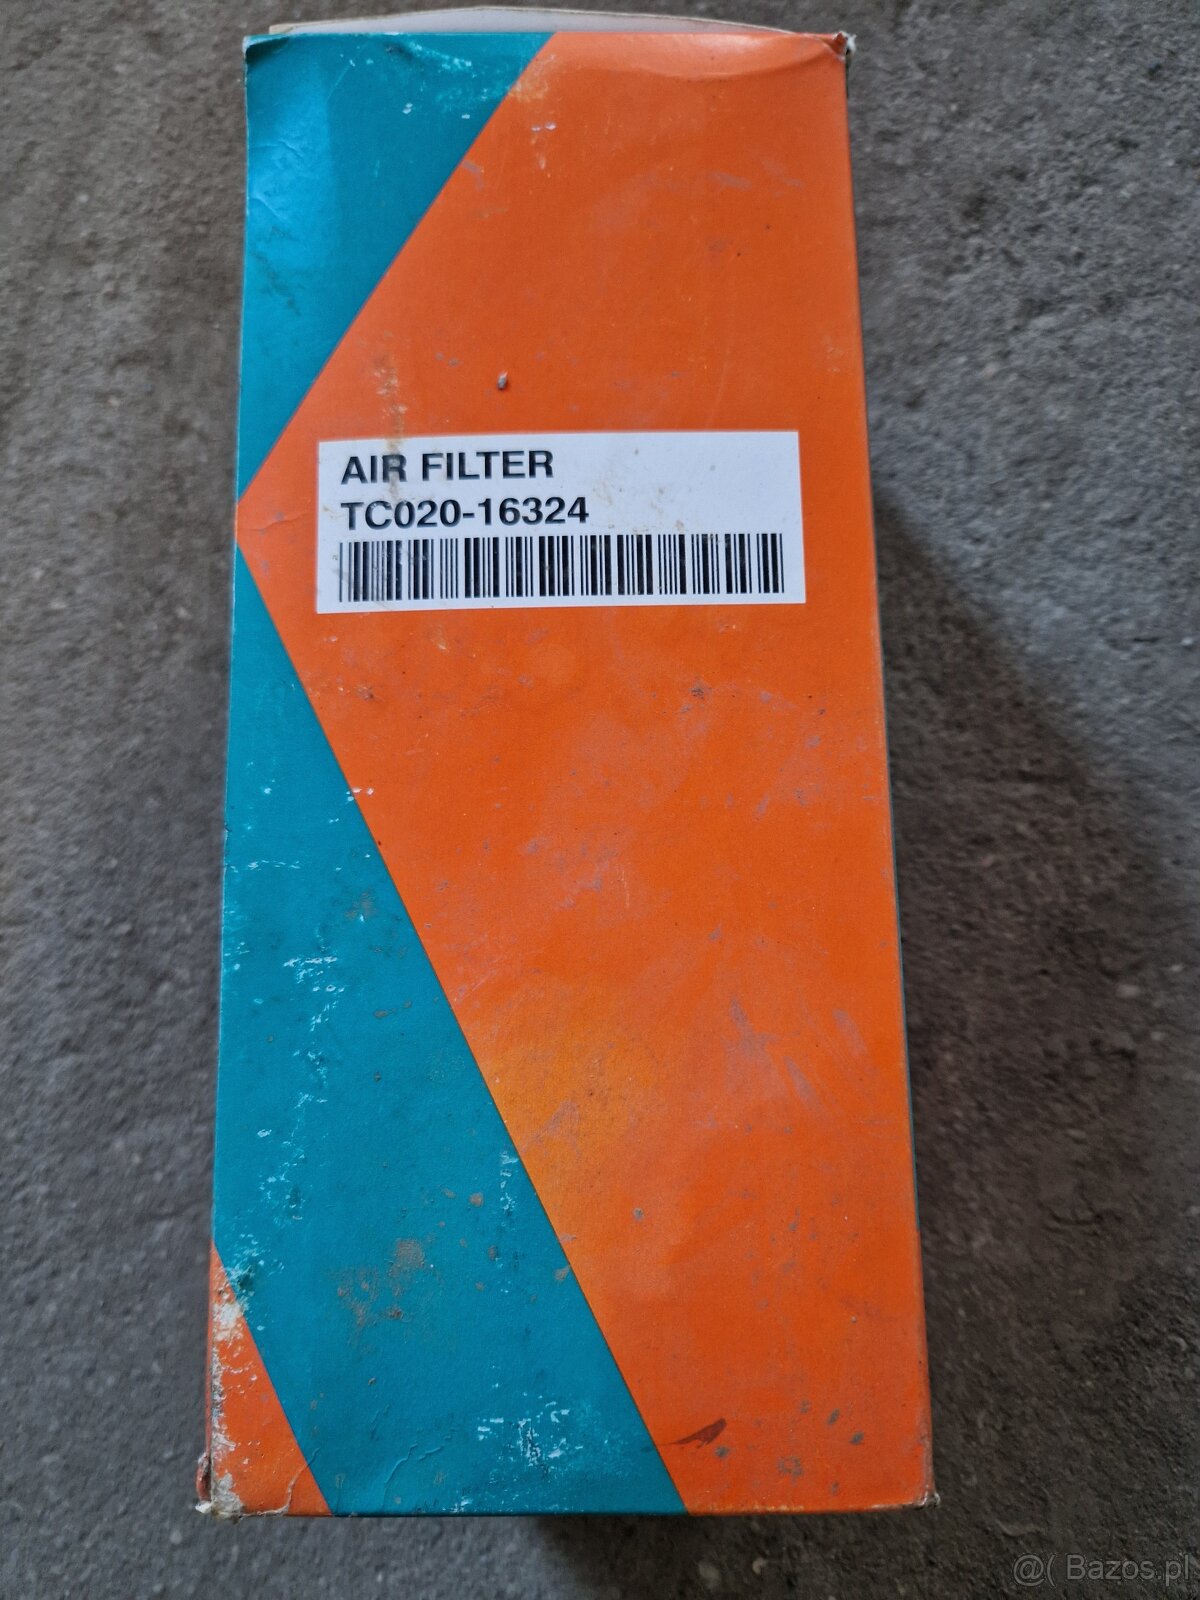 AIR FILTER
TC020-16324
@( Bazos.pl